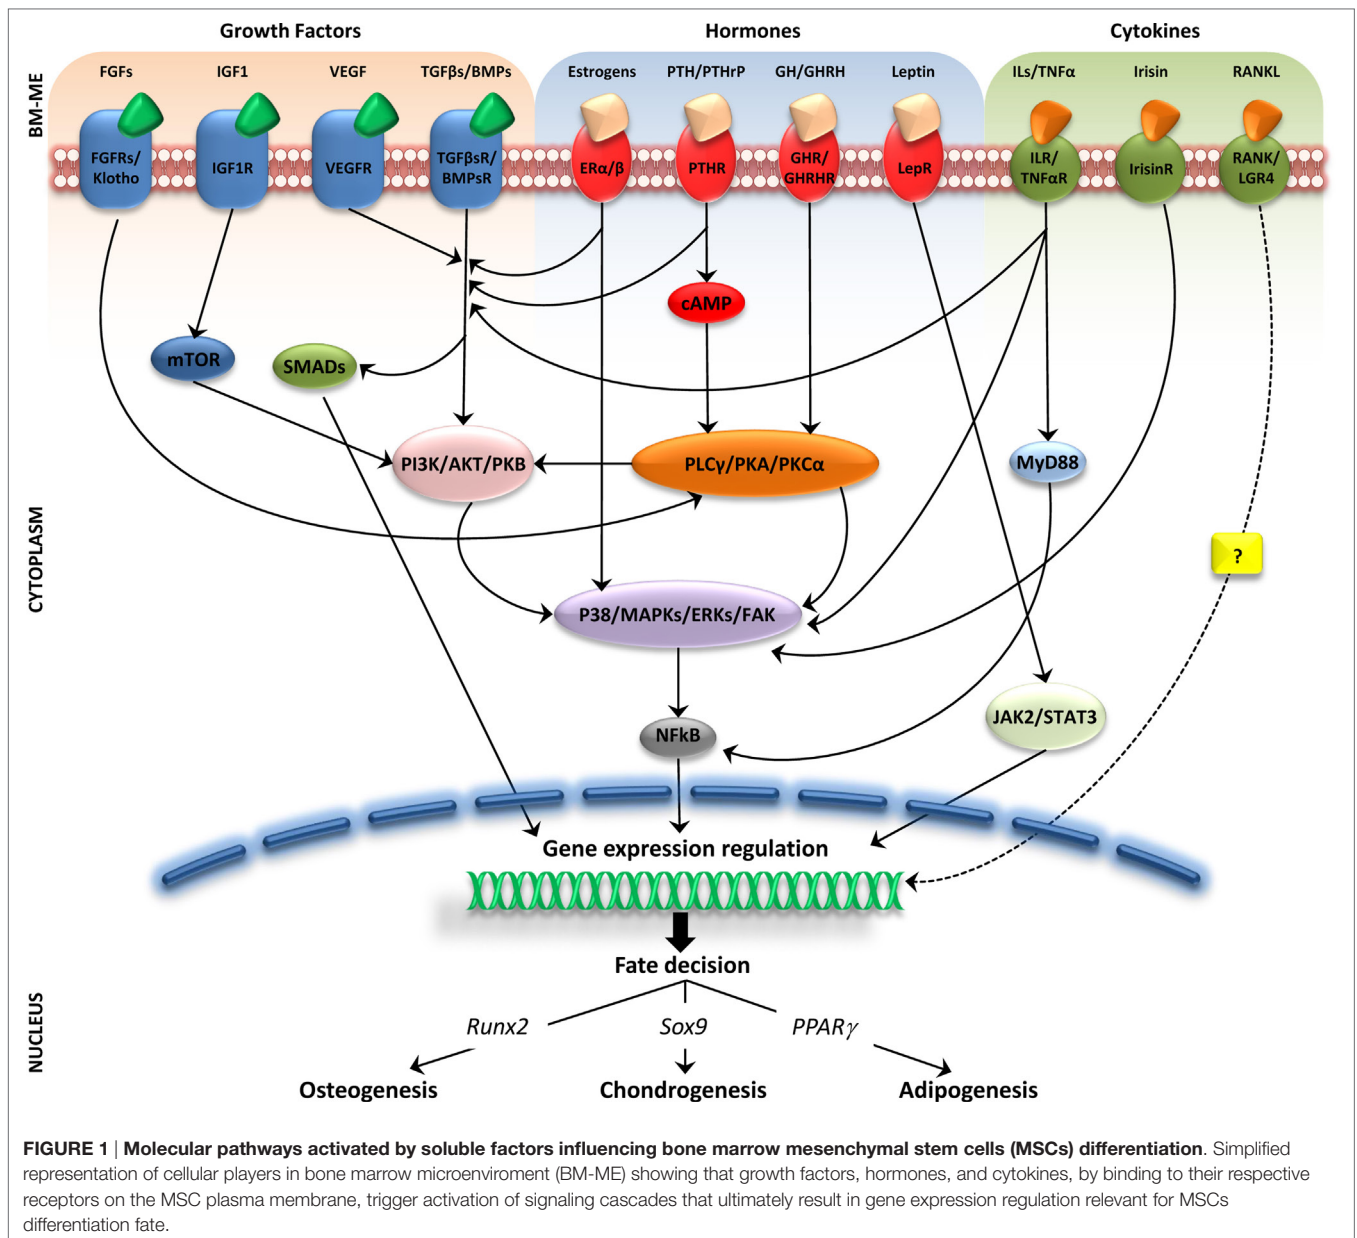 Growth Factors
Hormones
Cytokines
BM-ME
FGFs
IGF1
VEGF
TGFβs/BMPs
Estrogens
PTH/PTHrP
GH/GHRH
Leptin
ILs/TNFα
Irisin
RANKL
FGFRs/
Klotho
IGF1R
VEGFR
TGFβsR/
BMPsR
ERα/β
PTHR
GHR/
GHRHR
LepR
ILR/
TNFαR
IrisinR
RANK/
LGR4
cAMP
mTOR
SMADs
PI3K/AKT/PKB
PLCγ/PKA/PKCα
MyD88
CYTOPLASM
?
P38/MAPKs/ERKs/FAK
NFkB
JAK2/STAT3
Gene expression regulation
Fate decision
NUCLEUS
Runx2
Sox9
PPARγ
Osteogenesis
Chondrogenesis
Adipogenesis
FIGURE 1 | Molecular pathways activated by soluble factors influencing bone marrow mesenchymal stem cells (MSCs) differentiation. Simplified
representation of cellular players in bone marrow microenviroment (BM-ME) showing that growth factors, hormones, and cytokines, by binding to their respective
receptors on the MSC plasma membrane, trigger activation of signaling cascades that ultimately result in gene expression regulation relevant for MSCs
differentiation fate.